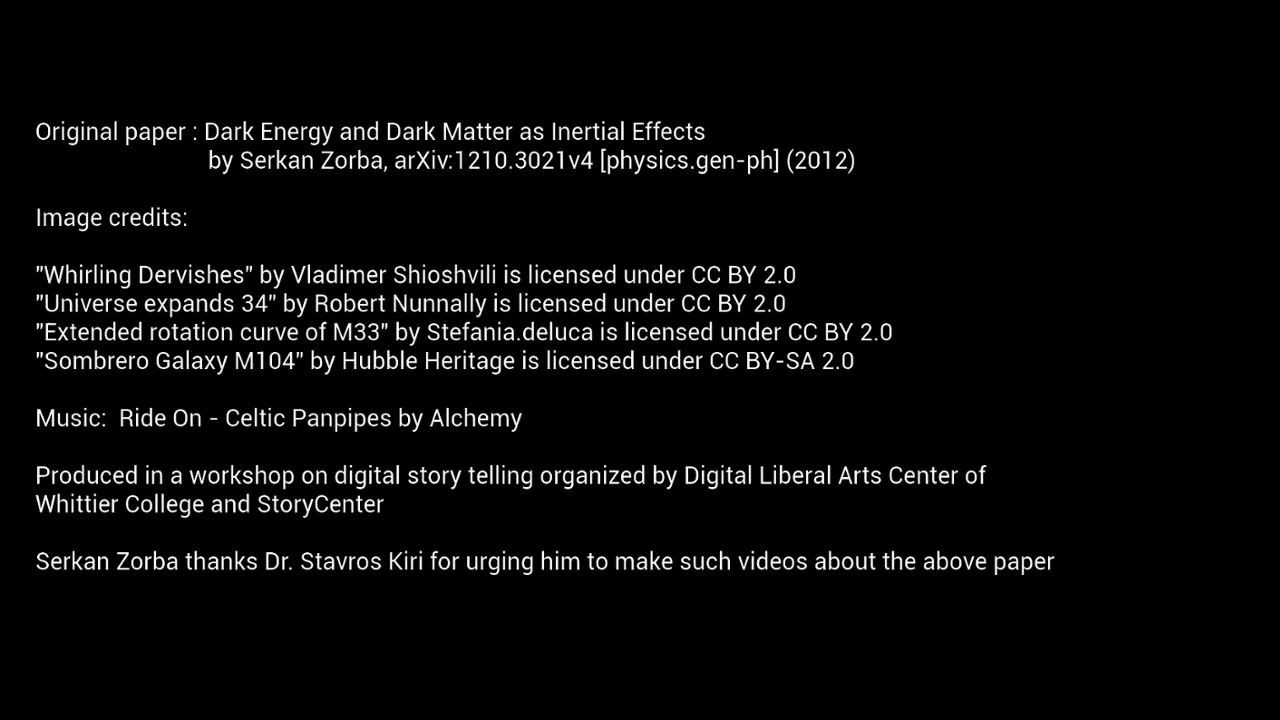 Original paper : Dark Energy and Dark Matter as Inertial Effects
by Serkan Zorba, arXiv:1210.3021v4 [physics.gen-ph] (2012)
Image credits:
"Whirling Dervishes" by Vladimer Shioshvili is licensed under CC BY 2.0
"Universe expands 34" by Robert Nunnally is licensed under CC BY 2.0
"Extended rotation curve of M33" by Stefania.deluca is licensed under CC BY 2.0
"Sombrero Galaxy M104" by Hubble Heritage is licensed under CC BY-SA 2.0
Music:  Ride On - Celtic Panpipes by Alchemy
Produced in a workshop on digital story telling organized by Digital Liberal Arts Center of
Whittier College and StoryCenter
Serkan Zorba thanks Dr. Stavros Kiri for urging him to make such videos about the above paper